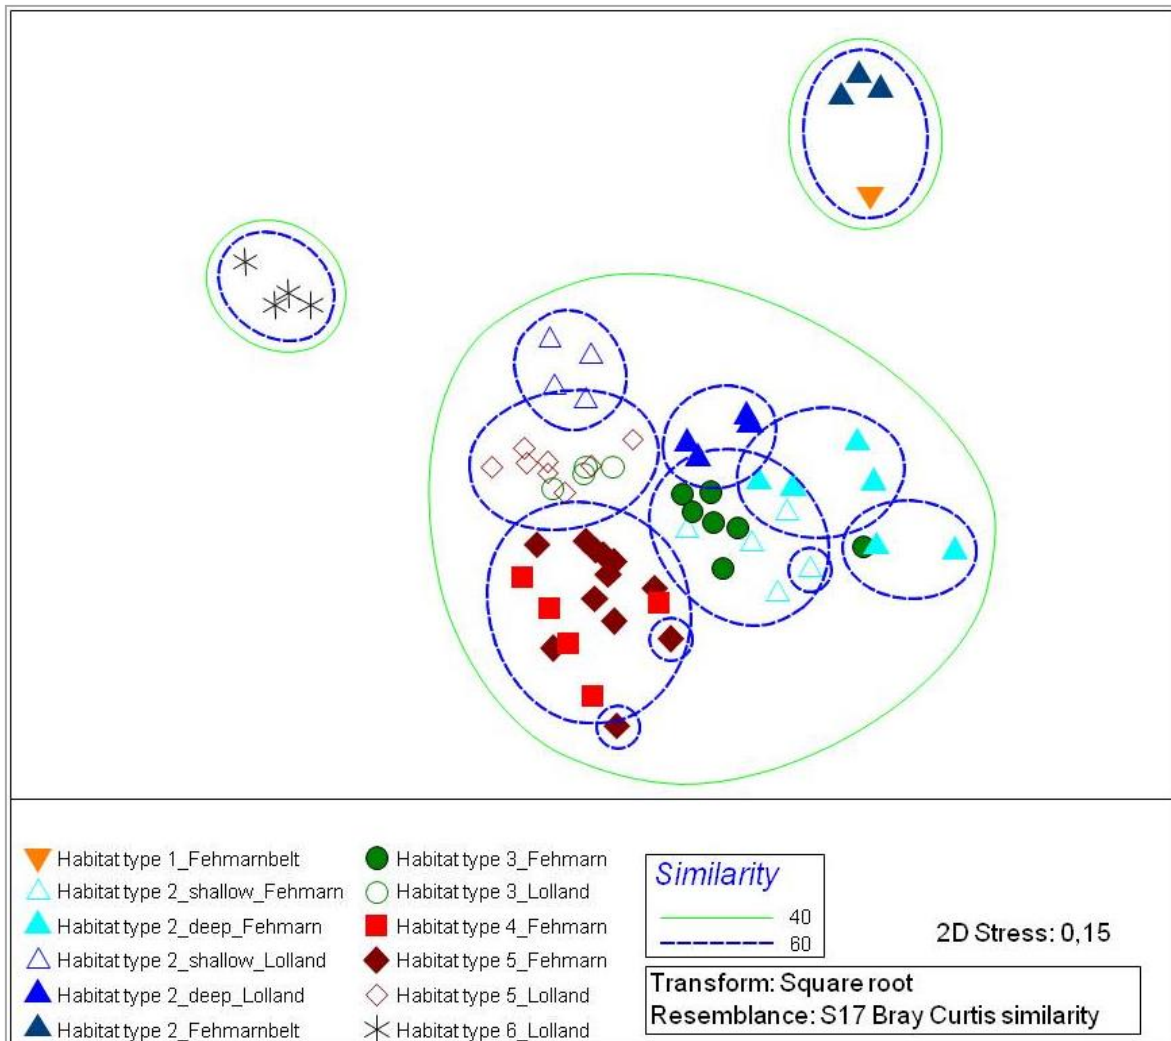 Habitat type 1_Fehmarnbelt
Habitat type 2_shallow_Fehmarn
Habitat type 2_deep_Fehmarn
Habitat type 2_shallow_Lolland
Habitat type 2_deep_Lolland
Habitat type 2_Fehmarnbelt
Habitat type 3_Fehmarn
Habitat type 3_Lolland
Habitat type 4_Fehmarn
Habitat type 5_Fehmarn
Habitat type 5_Lolland
Habitat type 6_Lolland
Similarity
40
60
2D Stress: 0,15
Transform: Square root
Resemblance: S17 Bray Curtis similarity